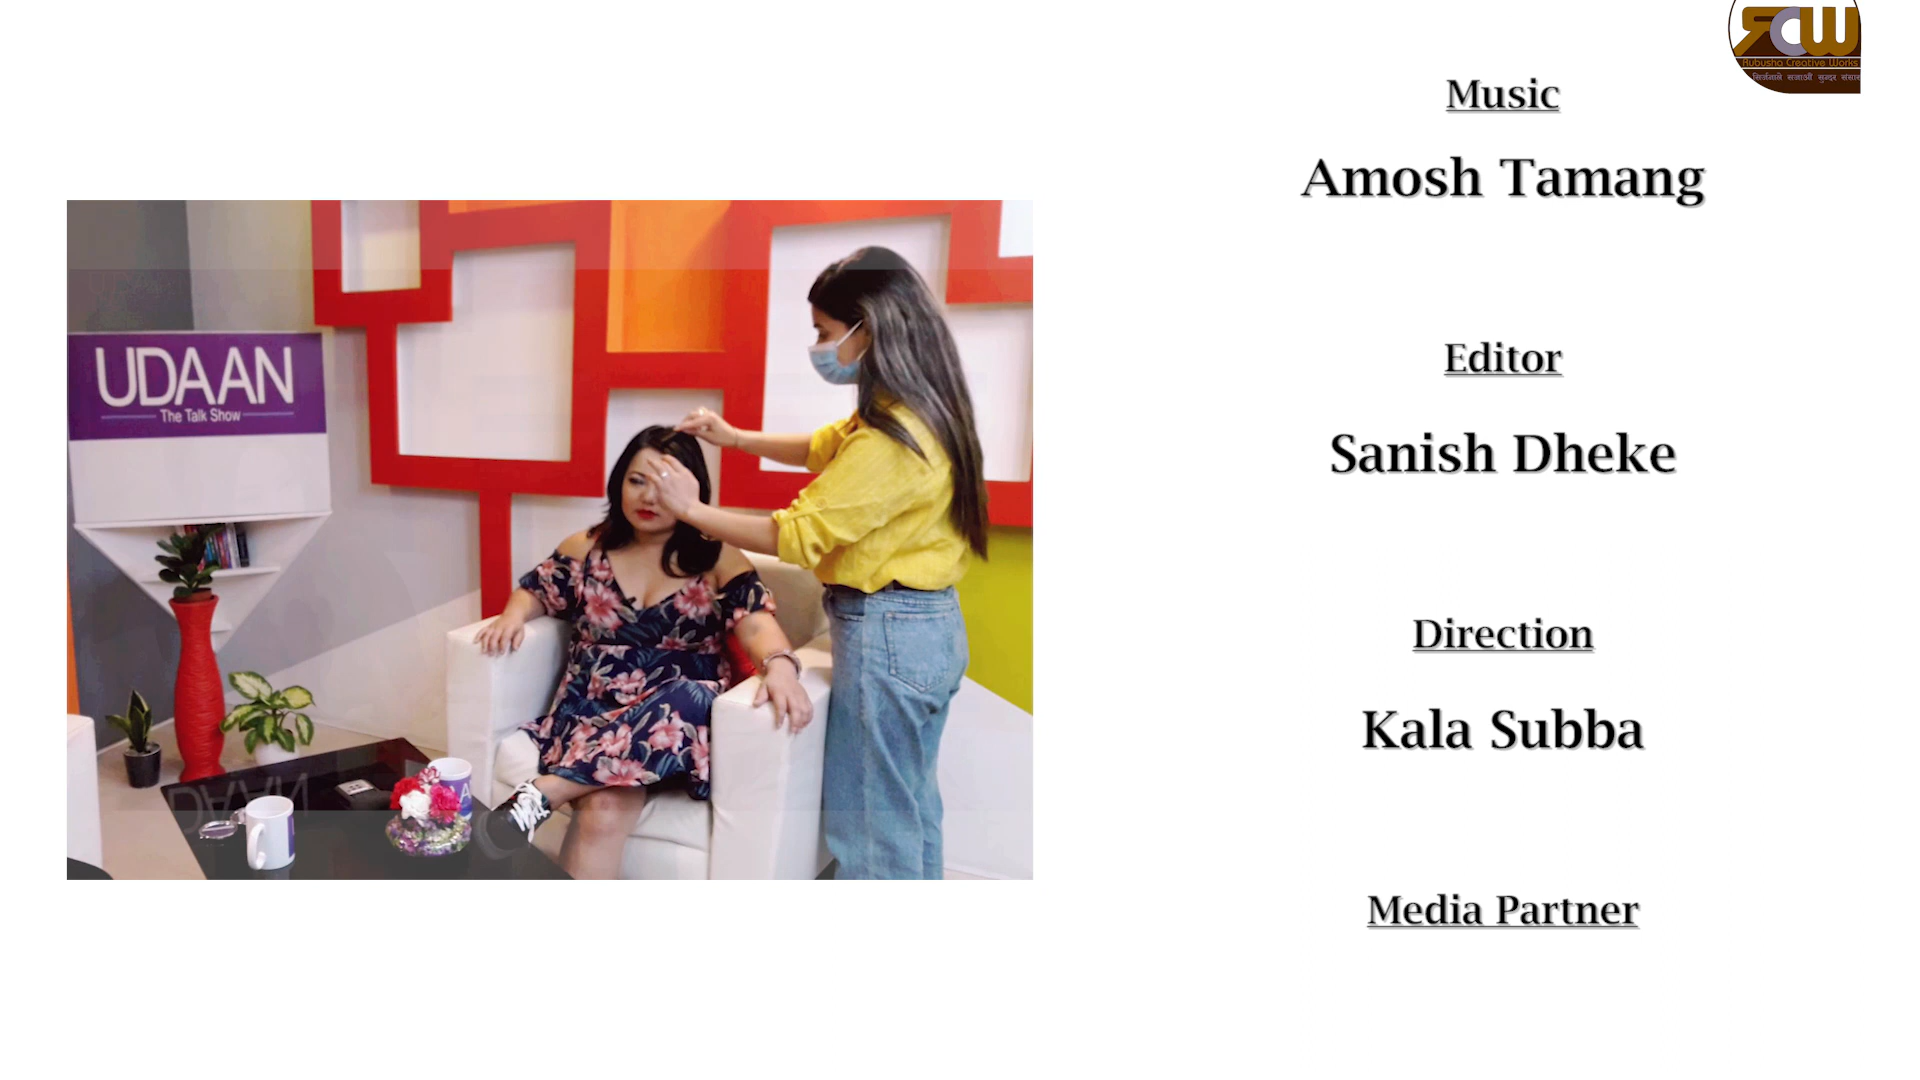 UDAAN
The Talk Show
RCW
Rubusha Creative Works
Music
Amosh Tamang
Editor
Sanish Dheke
Direction
Kala Subba
Media Partner